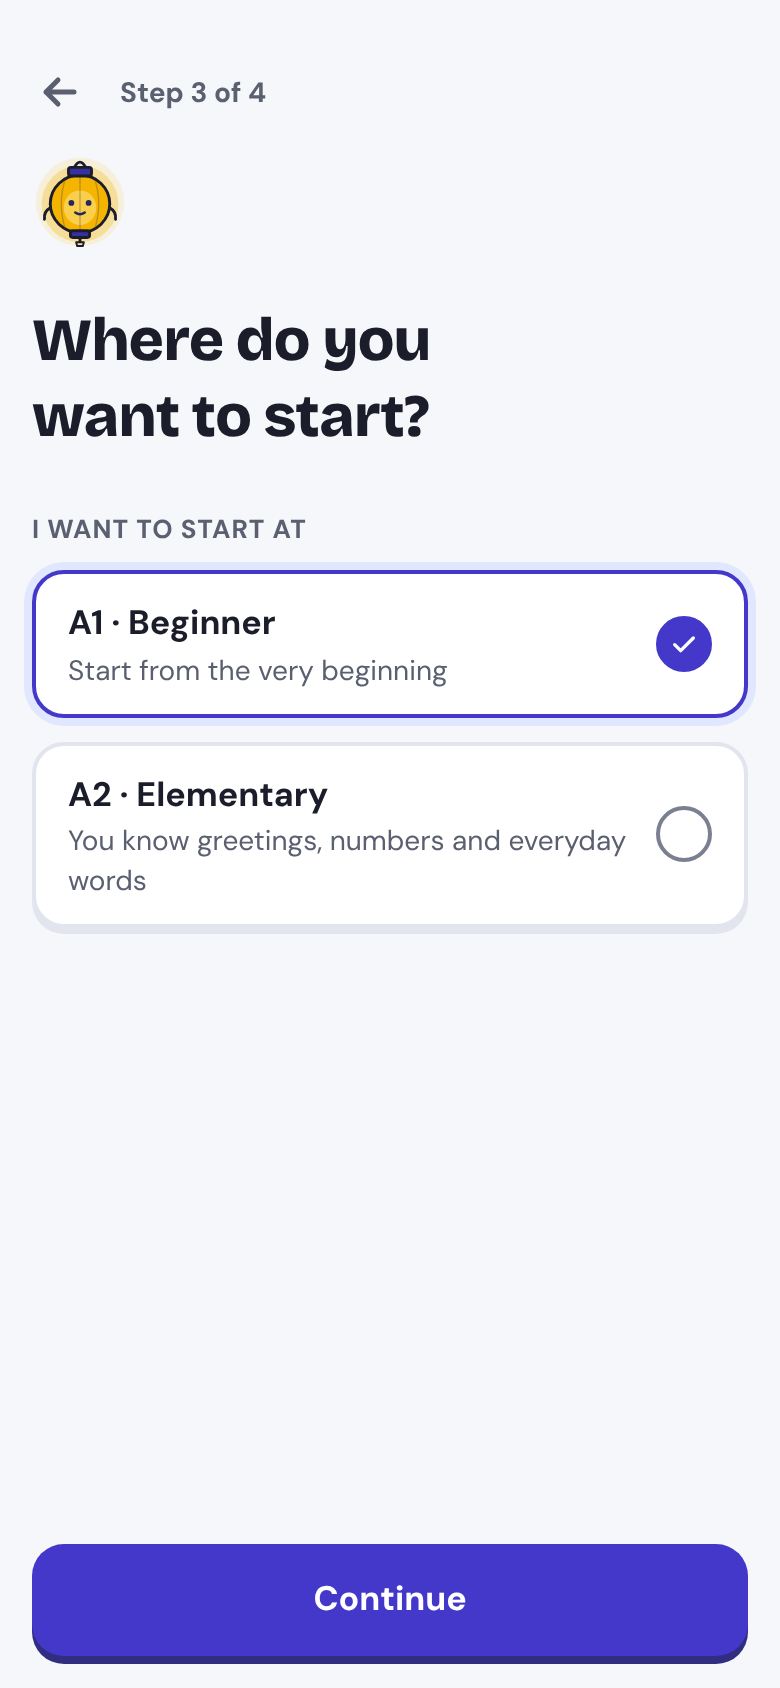 Step 3 of 4
Where do you
want to start?
I WANT TO START AT
A1 · Beginner
Start from the very beginning
A2 · Elementary
You know greetings, numbers and everyday
words
Continue